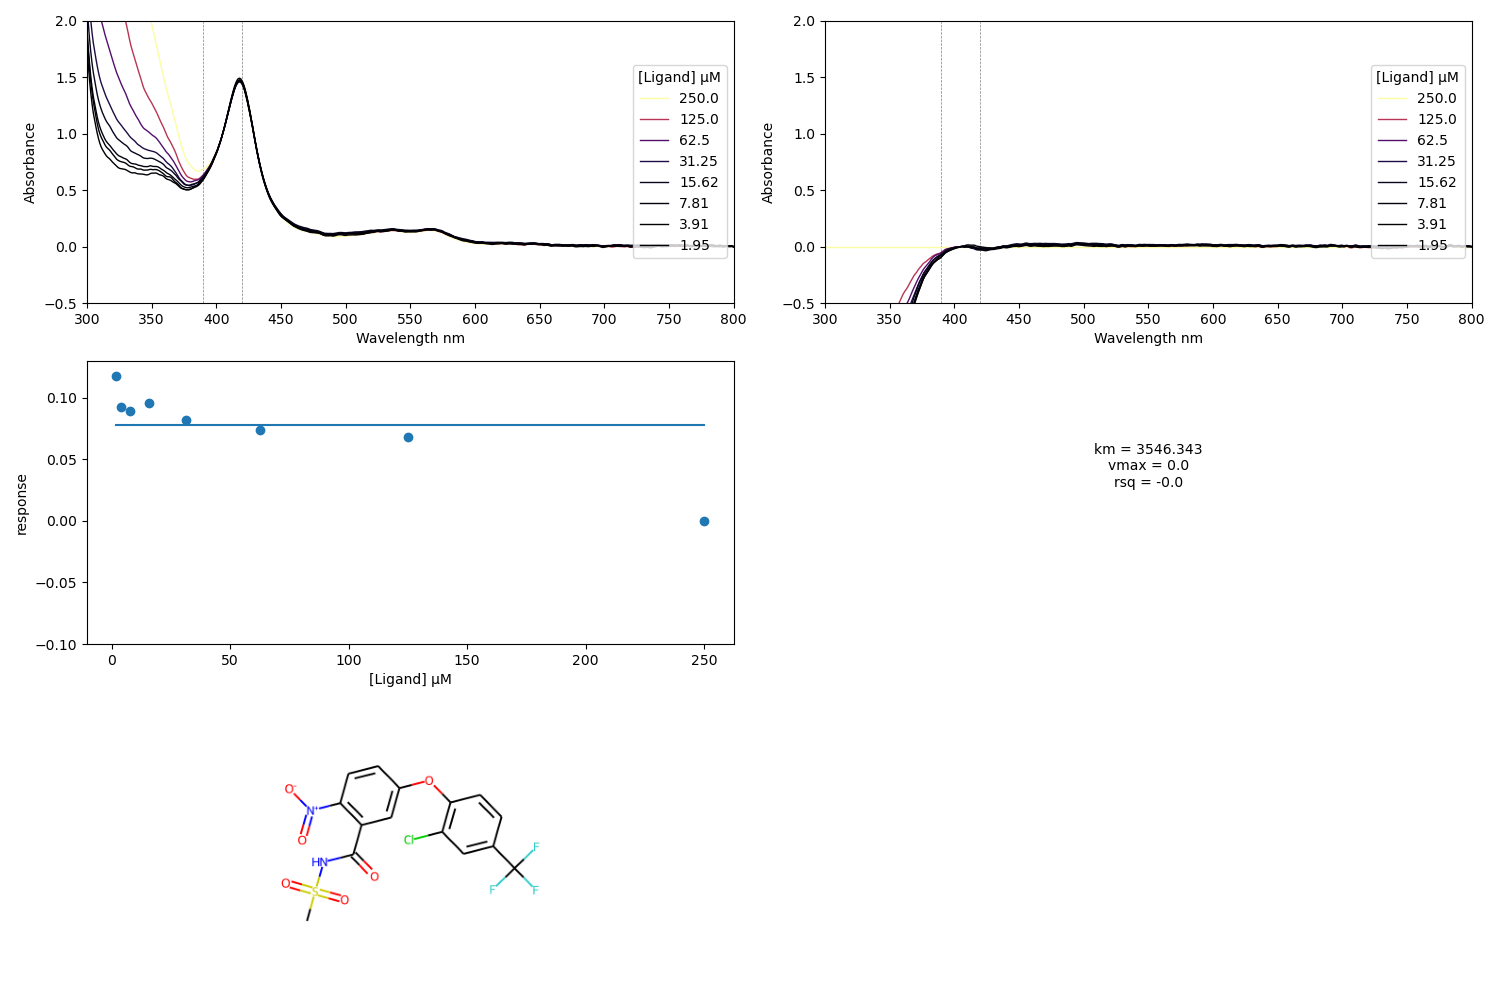 2.0
1.5
1.0
0.5
0.0
−0.5
Absorbance
300
350
400
450
500
550
600
650
700
750
800
Wavelength nm
[Ligand] µM
250.0
125.0
62.5
31.25
15.62
7.81
3.91
1.95
2.0
1.5
1.0
0.5
0.0
−0.5
Absorbance
300
350
400
450
500
550
600
650
700
750
800
Wavelength nm
[Ligand] µM
250.0
125.0
62.5
31.25
15.62
7.81
3.91
1.95
0.10
0.05
0.00
−0.05
−0.10
response
0
50
100
150
200
250
[Ligand] µM
km = 3546.343
vmax = 0.0
rsq = -0.0
O-
N+
O
HN
O
S
O
O
O
Cl
F
F
F